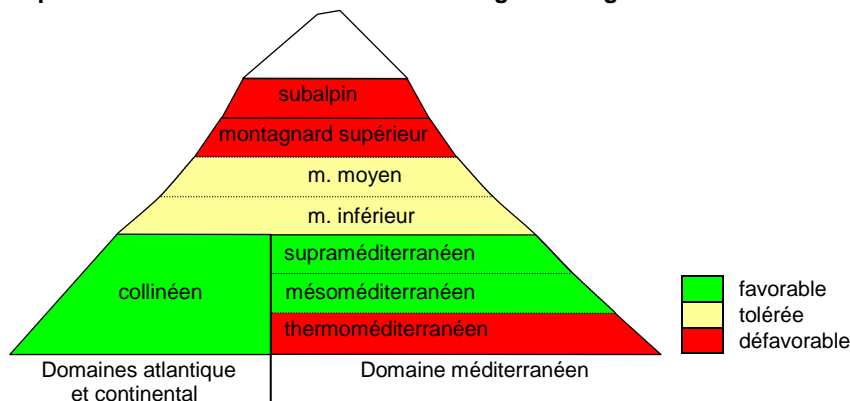 subalpin
montagnard supérieur
m. moyen
m. inférieur
supraméditerranéen
collinéen
mésoméditerranéen
thermoméditerranéen
favorable
tolérée
défavorable
Domaines atlantique
et continental
Domaine méditerranéen